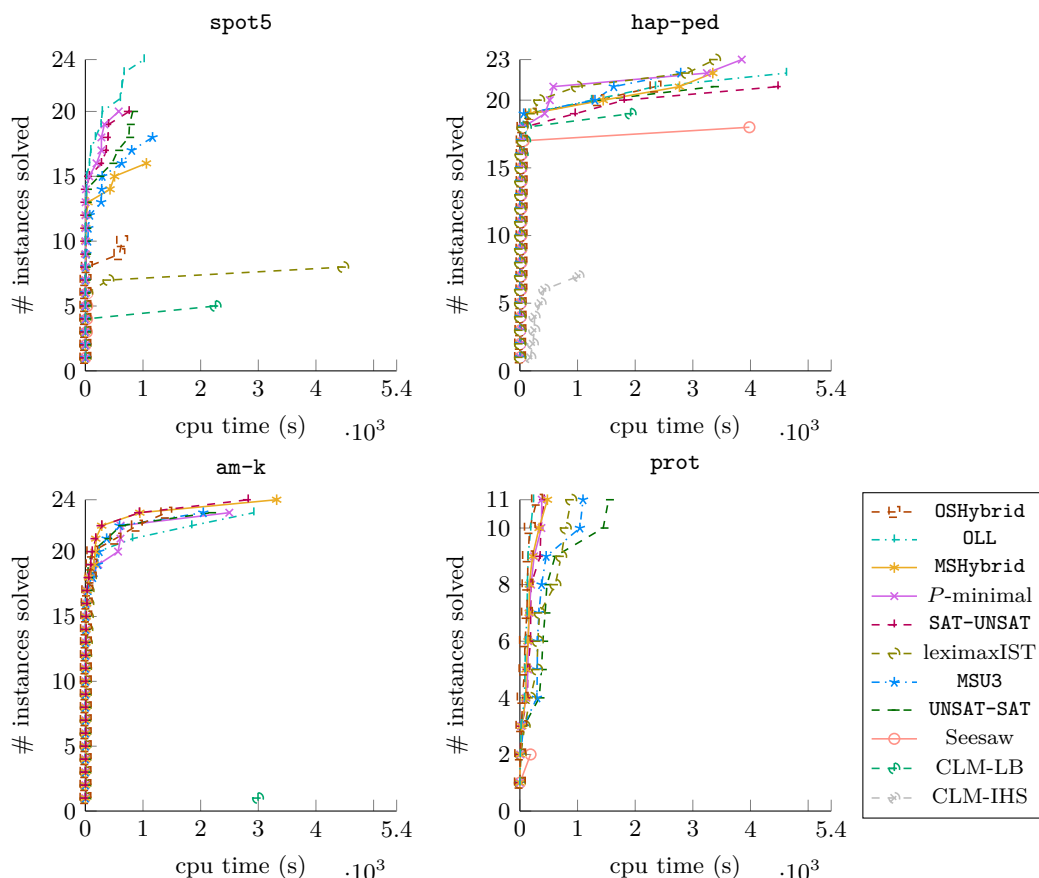 spot5
24
20
15
10
5
0
# instances solved
0 1 2 3 4 5.4
cpu time (s)
·10³
hap-ped
23
20
15
10
5
0
# instances solved
0 1 2 3 4 5.4
cpu time (s)
·10³
am-k
24
20
15
10
5
0
# instances solved
0 1 2 3 4 5.4
cpu time (s)
·10³
prot
11
10
8
6
4
2
0
# instances solved
0 1 2 3 4 5.4
cpu time (s)
·10³
OSHybrid
OLL
MSHybrid
P-minimal
SAT-UNSAT
leximaxIST
MSU3
UNSAT-SAT
Seesaw
CLM-LB
CLM-IHS